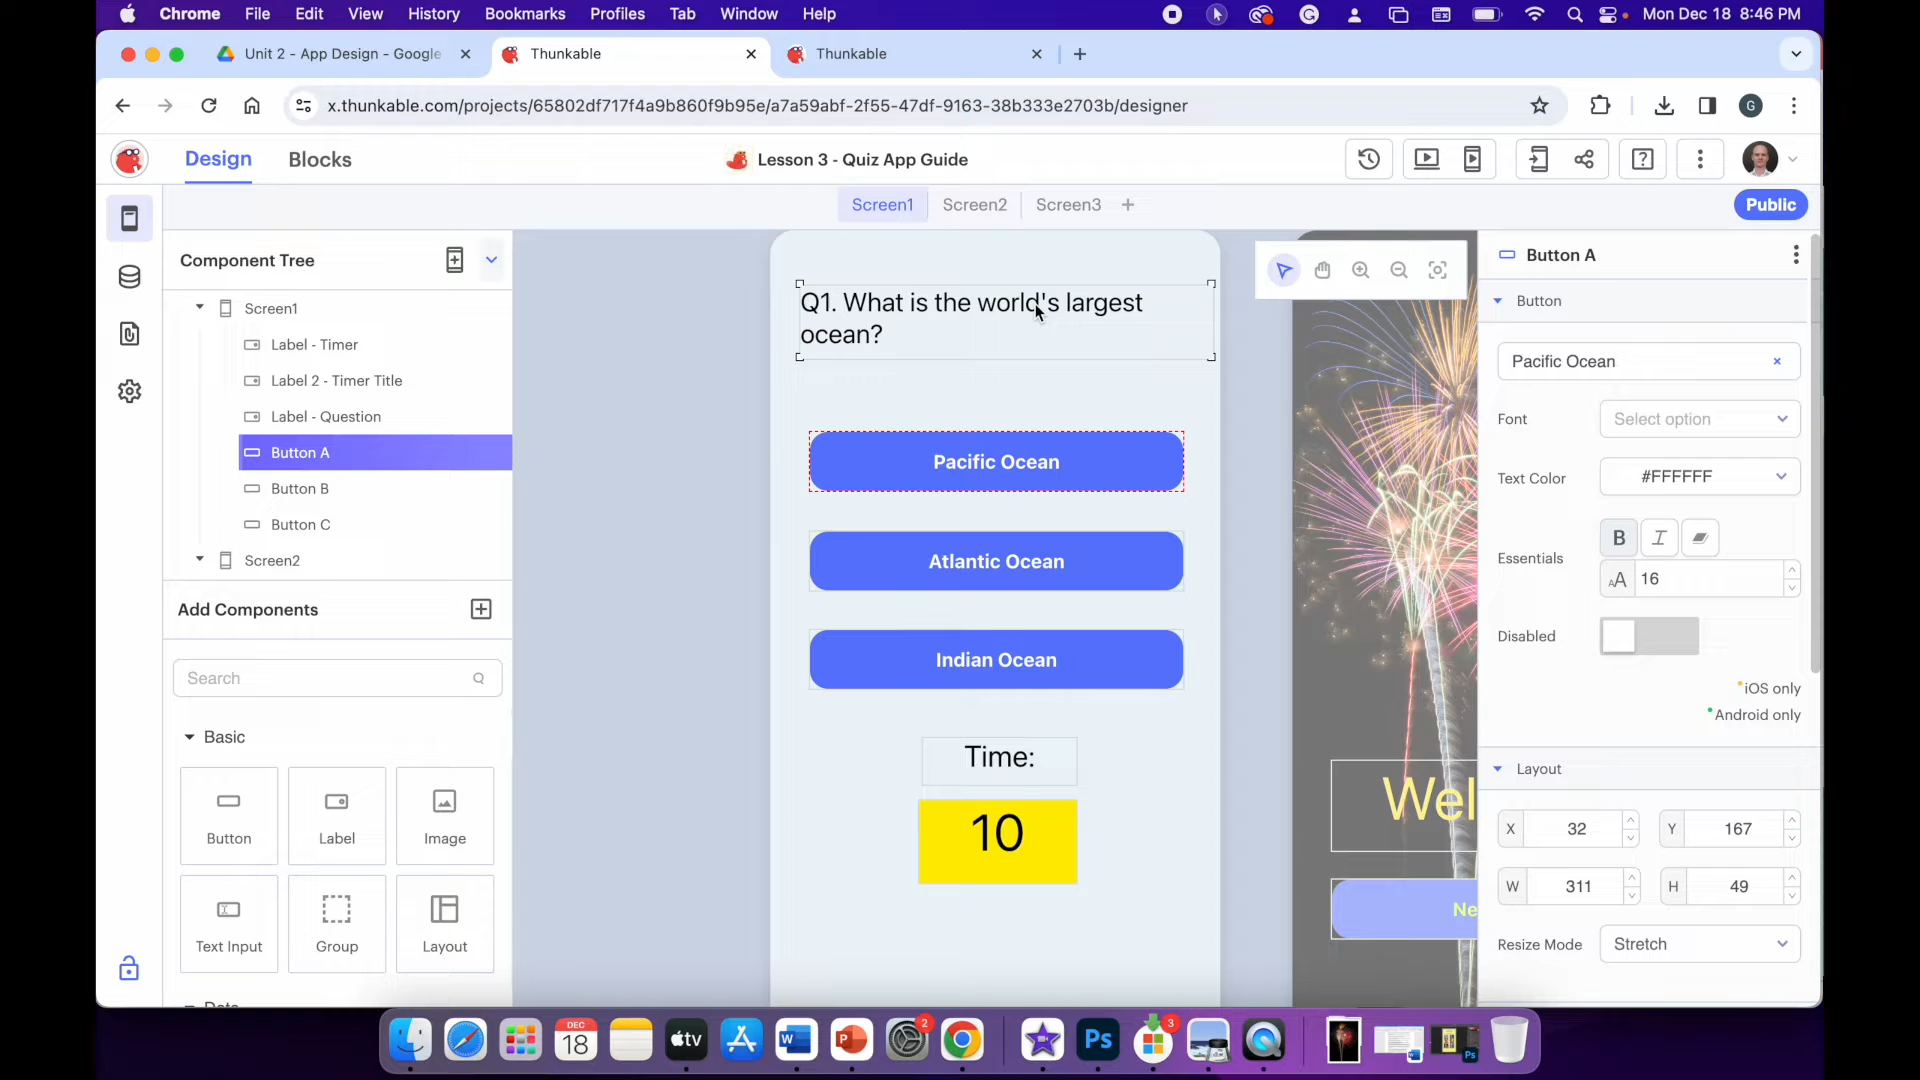 Chrome File Edit View History Bookmarks Profiles Tab Window Help Mon Dec 18 8:46 PM
Unit 2 - App Design - Google Thunkable Thunkable
x.thunkable.com/projects/65802df717f4a9b860f9b95e/a7a59abf-2f55-47df-9163-38b333e2703b/designer G
Design Blocks Lesson 3 - Quiz App Guide
Screen1 Screen2 Screen3 + Public
Component Tree
Screen1
Label - Timer
Label 2 - Timer Title
Label - Question
Button A
Button B
Button C
Screen2
Add Components
Search
Basic
Button Label Image
Text Input Group Layout
Q1. What is the world's largest
ocean?
Pacific Ocean
Atlantic Ocean
Indian Ocean
Time:
10
Wel
Ne
Button A
Button
Pacific Ocean
Font Select option
Text Color #FFFFFF
Essentials B I
AA 16
Disabled
iOS only
Android only
Layout
X 32 Y 167
W 311 H 49
Resize Mode Stretch
DEC
18
tv
W
P
2
Ps
3